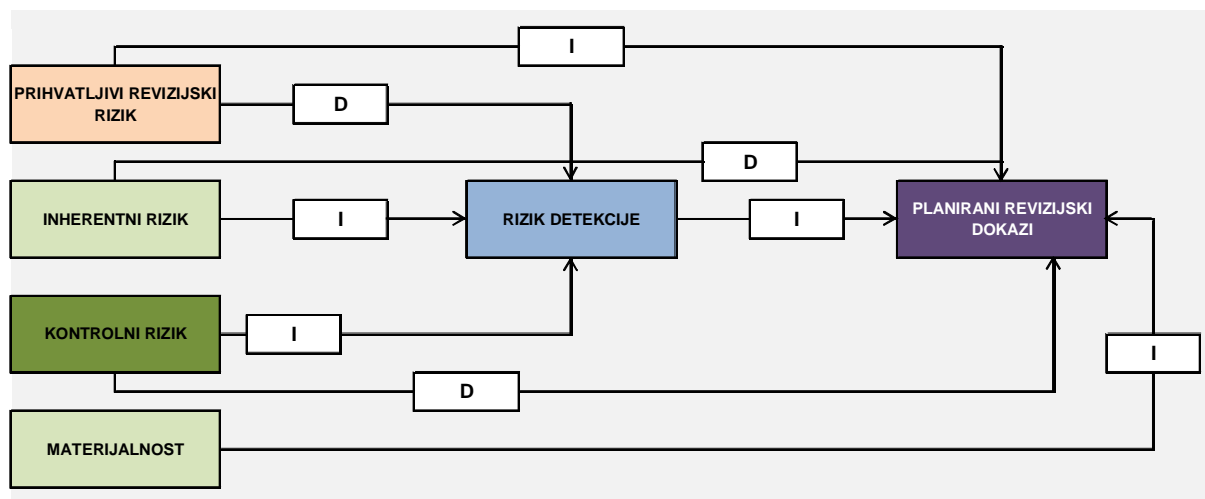 I
PRIHVATLJIVI REVIZIJSKI
RIZIK
D
D
INHERENTNI RIZIK
I
RIZIK DETEKCIJE
I
PLANIRANI REVIZIJSKI
DOKAZI
KONTROLNI RIZIK
I
I
D
MATERIJALNOST